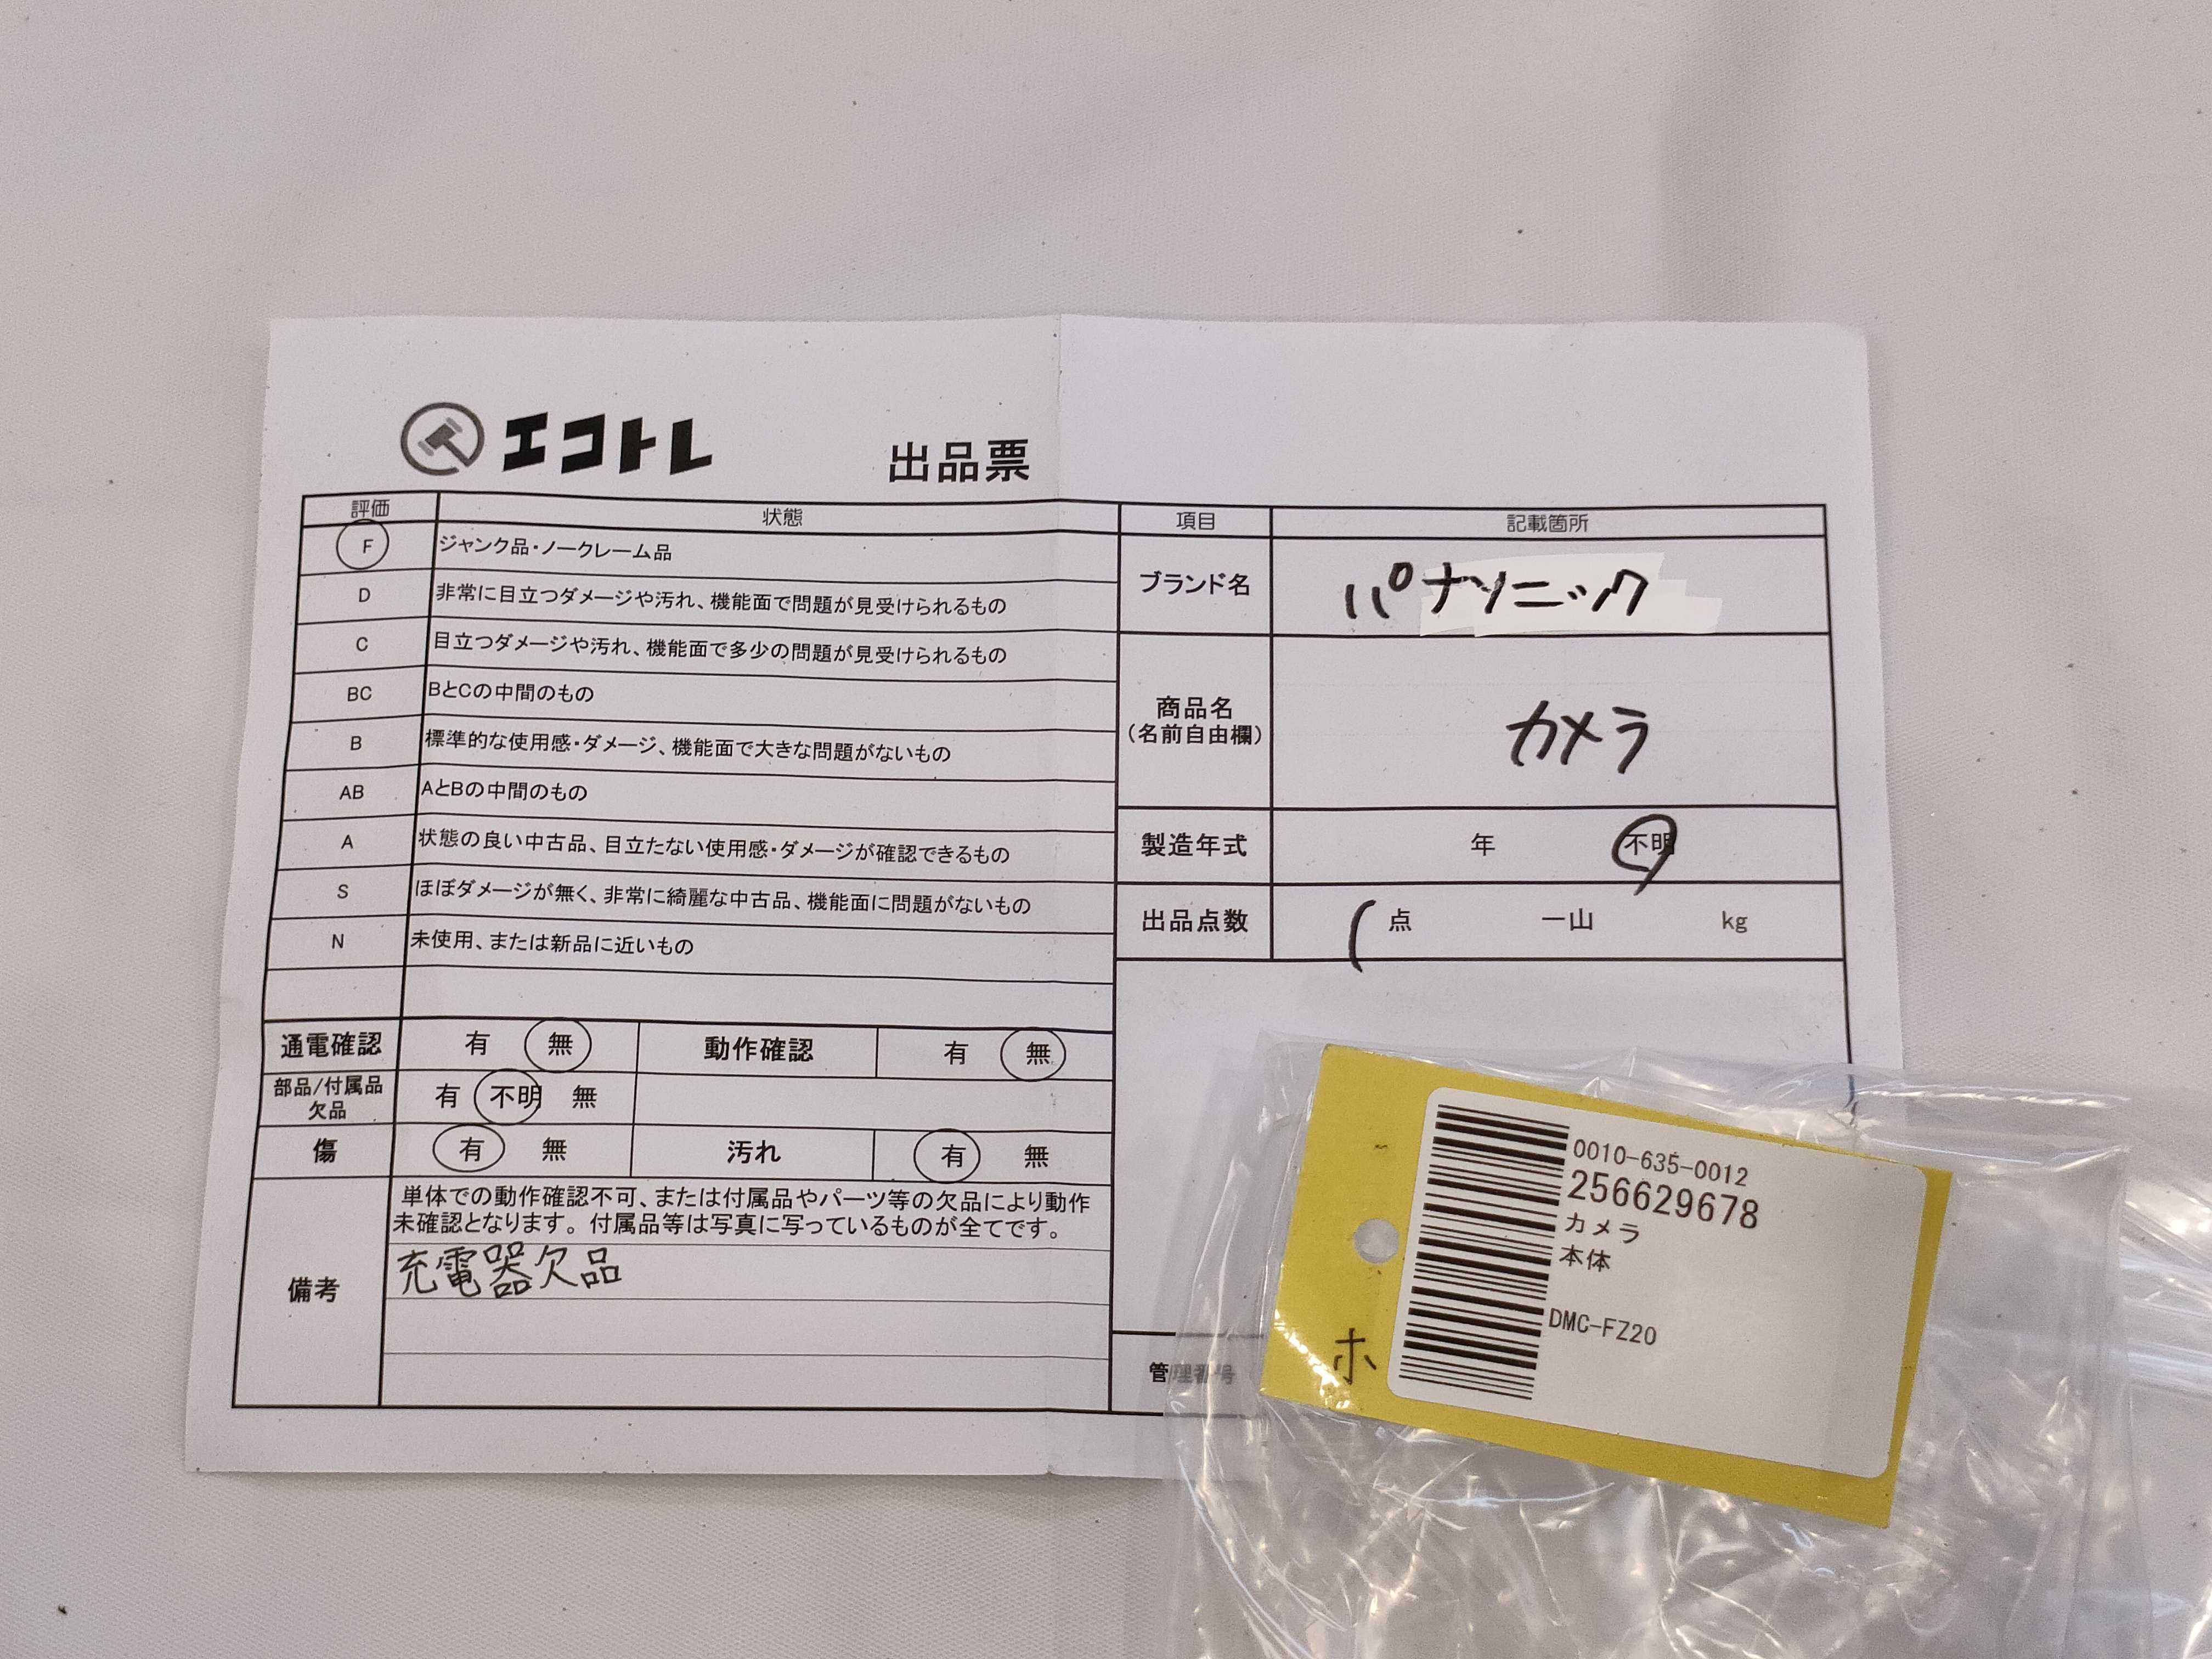 エコトレ 出品票
評価 状態
F ジャンク品・ノークレーム品
D 非常に目立つダメージや汚れ、機能面で問題が見受けられるもの
C 目立つダメージや汚れ、機能面で多少の問題が見受けられるもの
BC BとCの中間のもの
B 標準的な使用感・ダメージ、機能面で大きな問題がないもの
AB AとBの中間のもの
A 状態の良い中古品、目立たない使用感・ダメージが確認できるもの
S ほぼダメージが無く、非常に綺麗な中古品、機能面に問題がないもの
N 未使用、または新品に近いもの
通電確認 有 無 動作確認 有 無
部品/付属品
欠品
有 不明 無
傷 有 無 汚れ 有 無
備考
単体での動作確認不可、または付属品やパーツ等の欠品により動作
未確認となります。付属品等は写真に写っているものが全てです。
充電器欠品
項目 記載箇所
ブランド名 パナソニック
商品名
(名前自由欄)
カメラ
製造年式 年 不明
出品点数 1 点 一山 kg
管理番号
0010-635-0012
256629678
カメラ
本体
DMC-FZ20
ホ